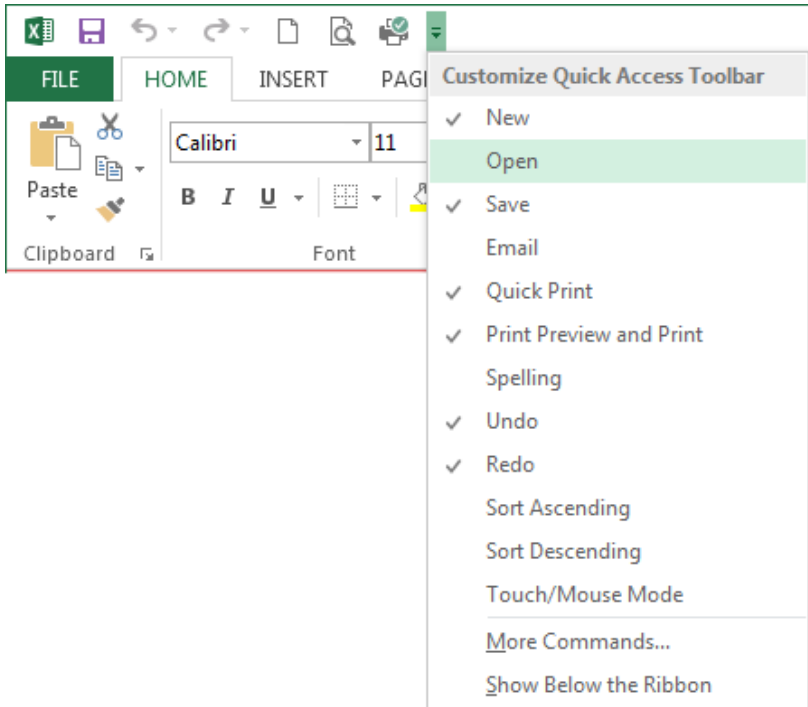 FILE
HOME
INSERT
PAGI
Customize Quick Access Toolbar
New
Open
Save
Email
Quick Print
Print Preview and Print
Spelling
Undo
Redo
Sort Ascending
Sort Descending
Touch/Mouse Mode
More Commands...
Show Below the Ribbon
Calibri
11
Paste
B I U
Clipboard
Font